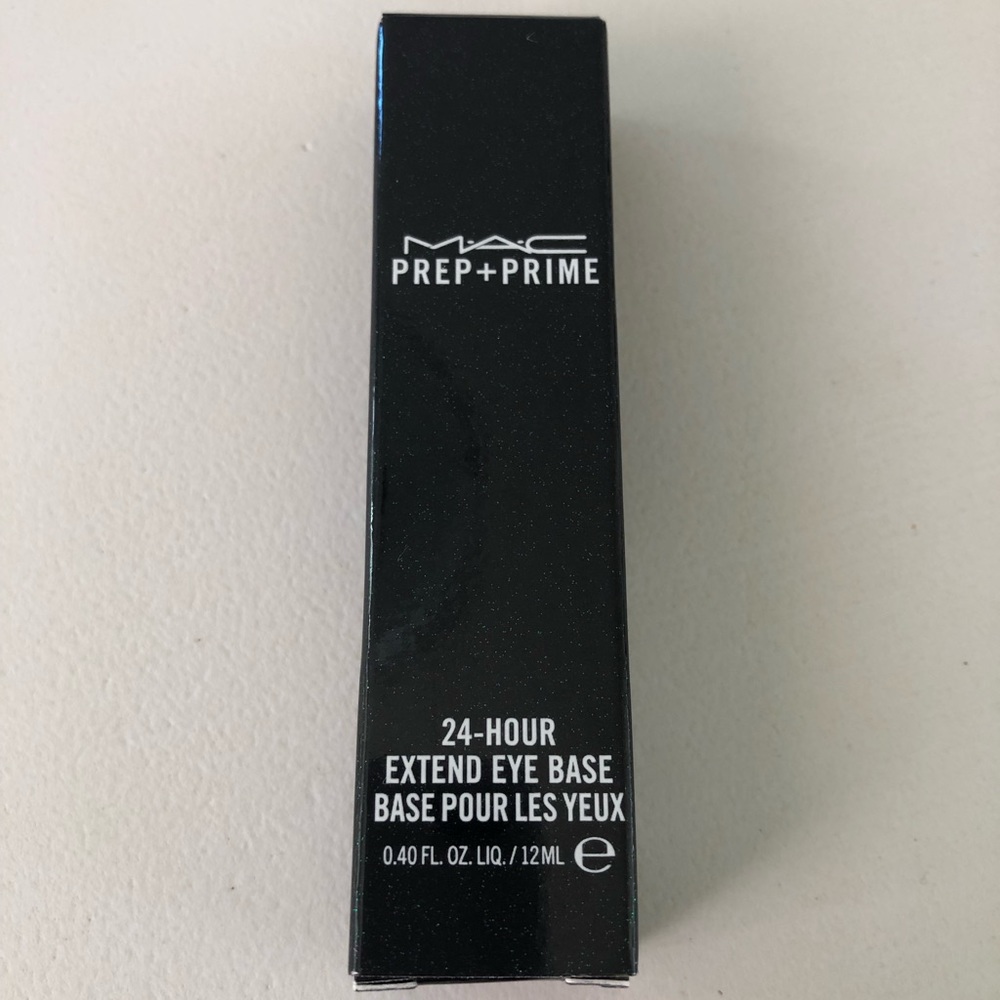 M·A·C
PREP+PRIME
24-HOUR
EXTEND EYE BASE
BASE POUR LES YEUX
0.40 FL. OZ. LIQ. / 12 ML ℮